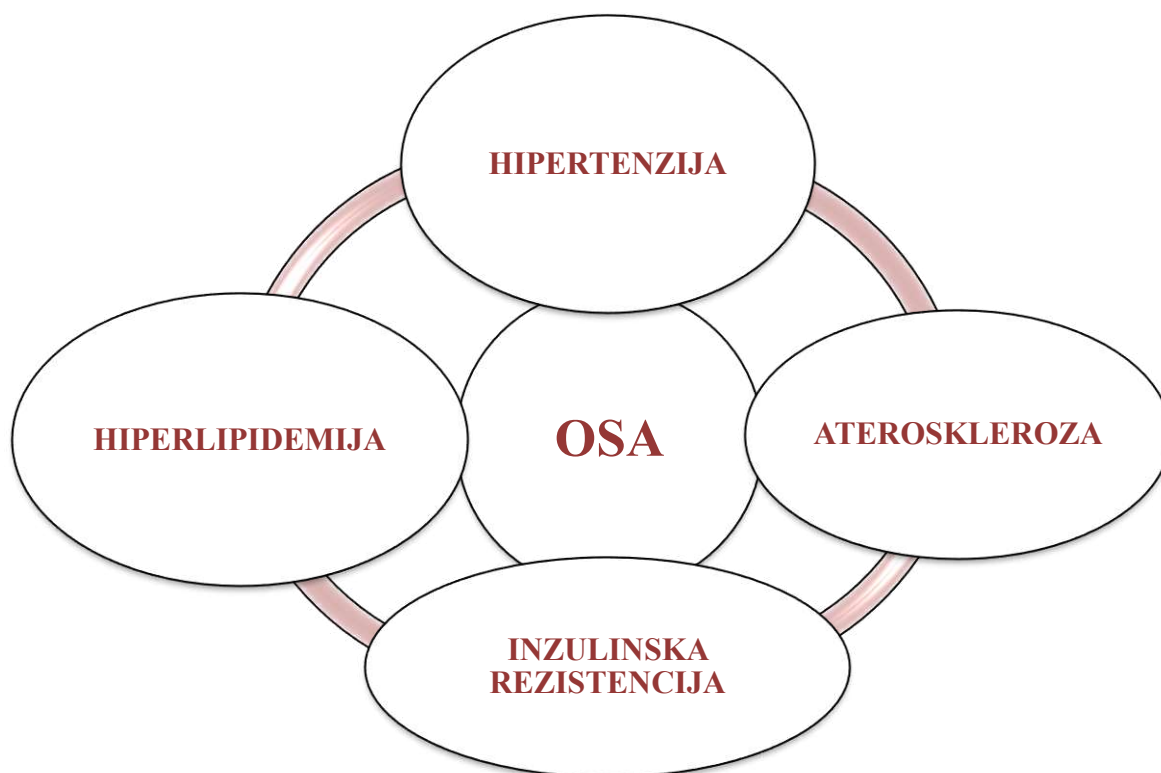 HIPERTENZIJA
HIPERLIPIDEMIJA
OSA
ATEROSKLEROZA
INZULINSKA
REZISTENCIJA